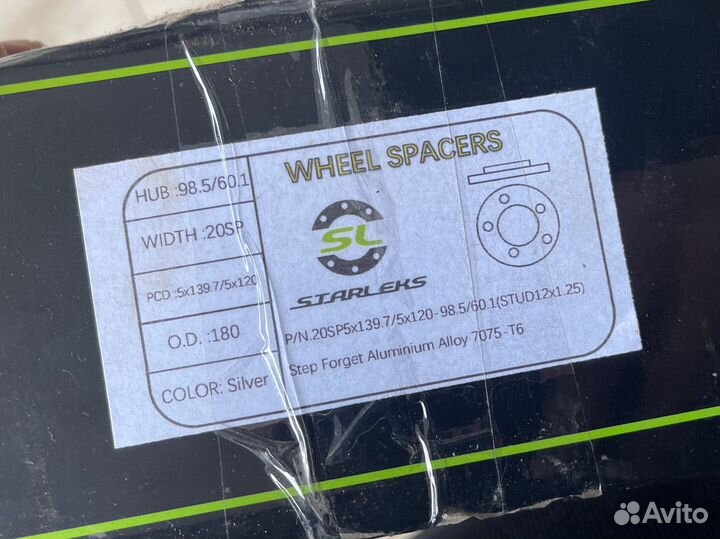 WHEEL SPACERS
HUB :98.5/60.1
WIDTH :20SP
PCD :5x139.7/5x120
O.D. :180
COLOR: Silver
SL
STARLEKS
P/N.20SP5x139.7/5x120-98.5/60.1(STUD12x1.25)
Step Forget Aluminium Alloy 7075-T6
Avito